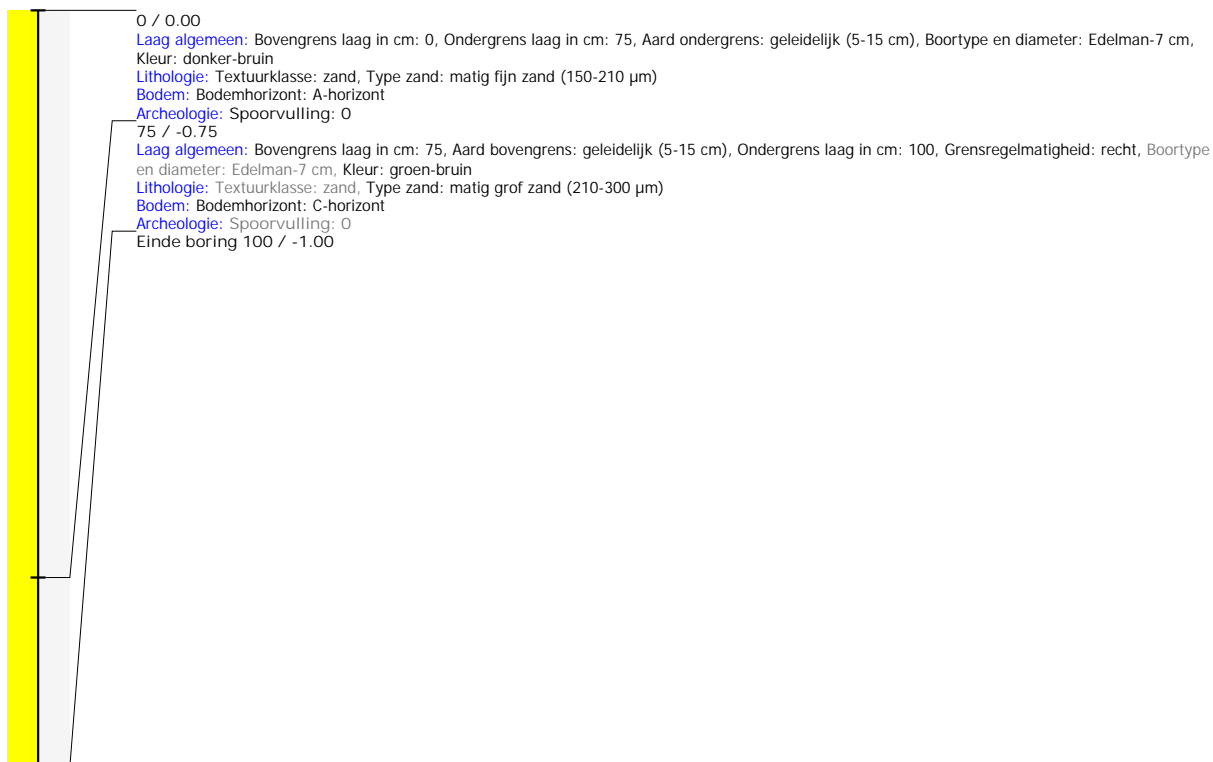 0 / 0.00
Laag algemeen: Bovengrens laag in cm: 0, Ondergrens laag in cm: 75, Aard ondergrens: geleidelijk (5-15 cm), Boortype en diameter: Edelman-7 cm,
Kleur: donker-bruin
Lithologie: Textuurklasse: zand, Type zand: matig fijn zand (150-210 µm)
Bodem: Bodemhorizont: A-horizont
Archeologie: Spoorvulling: 0
75 / -0.75
Laag algemeen: Bovengrens laag in cm: 75, Aard bovengrens: geleidelijk (5-15 cm), Ondergrens laag in cm: 100, Grensregelmatigheid: recht, Boortype
en diameter: Edelman-7 cm, Kleur: groen-bruin
Lithologie: Textuurklasse: zand, Type zand: matig grof zand (210-300 µm)
Bodem: Bodemhorizont: C-horizont
Archeologie: Spoorvulling: 0
Einde boring 100 / -1.00